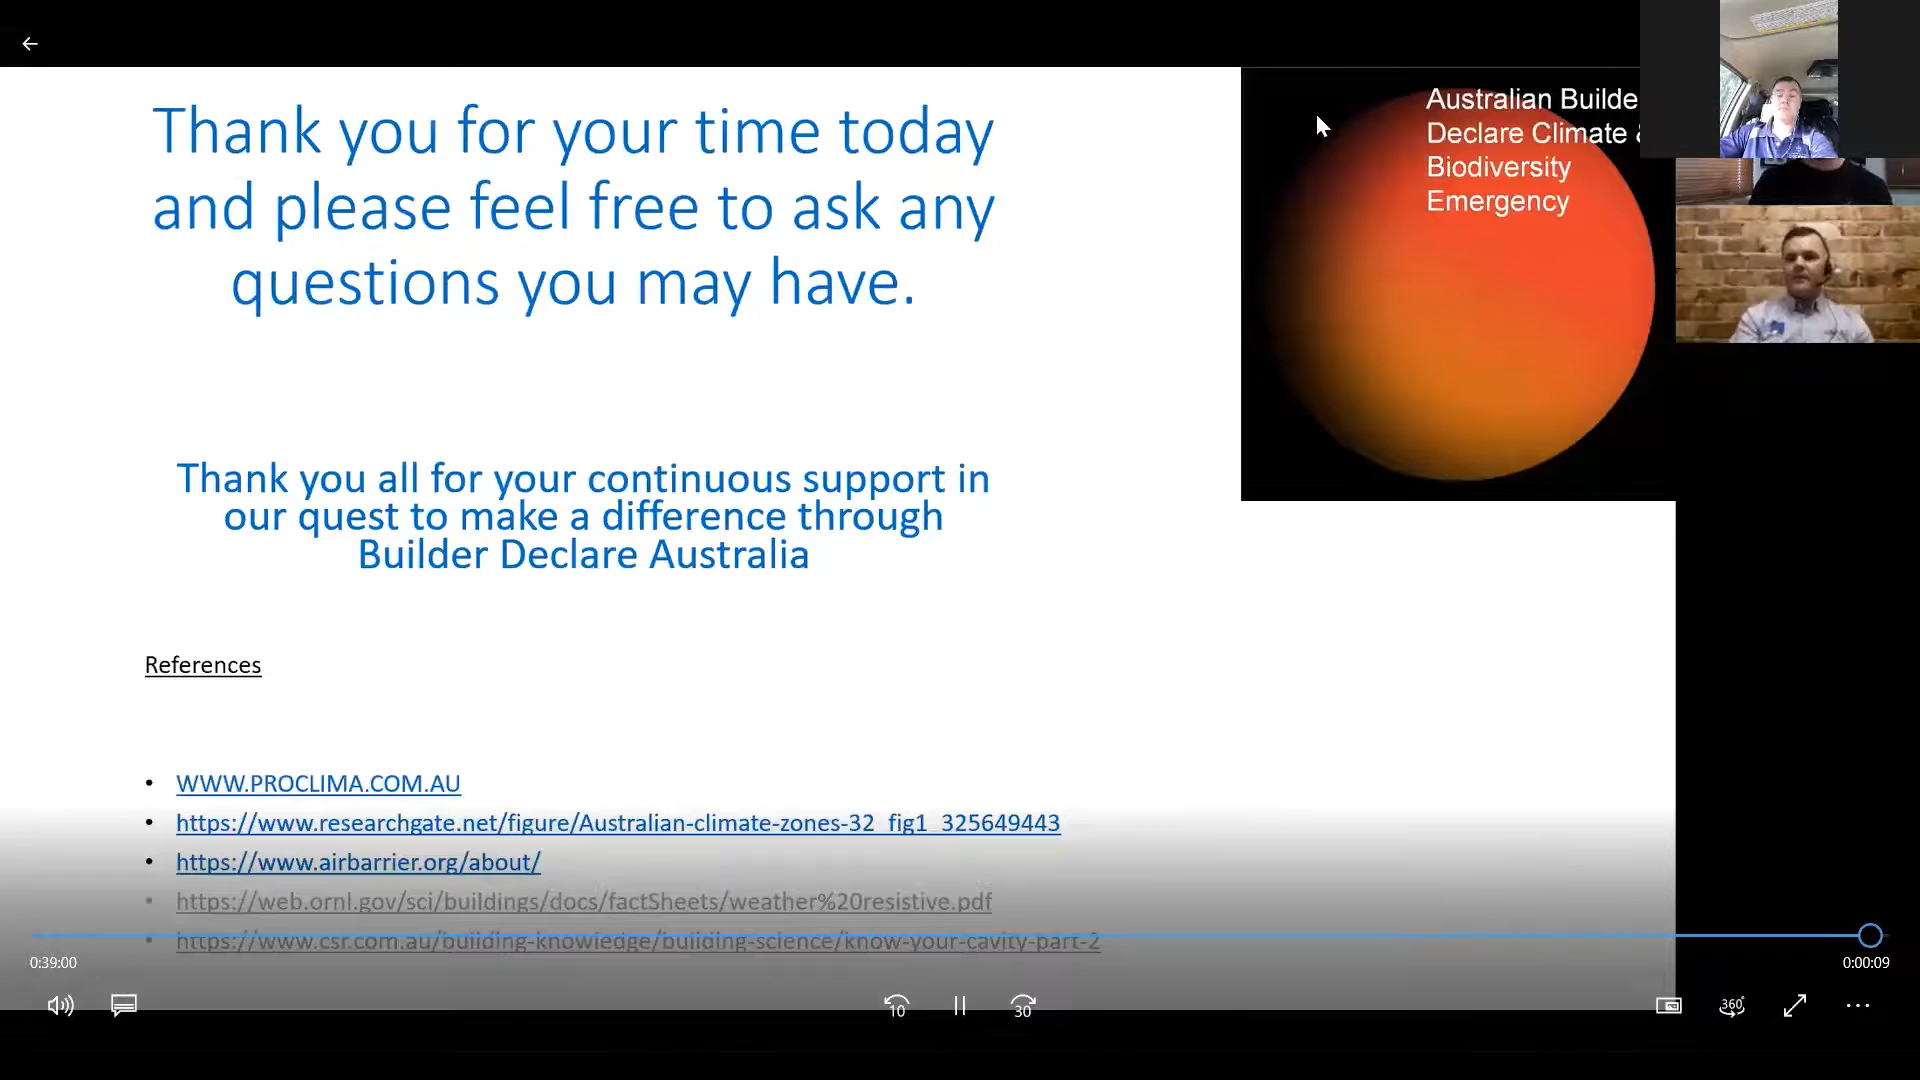 Thank you for your time today
and please feel free to ask any
questions you may have.
Australian Builde
Declare Climate &
Biodiversity
Emergency
Thank you all for your continuous support in
our quest to make a difference through
Builder Declare Australia
References
• WWW.PROCLIMA.COM.AU
• https://www.researchgate.net/figure/Australian-climate-zones-32_fig1_325649443
• https://www.airbarrier.org/about/
• https://web.ornl.gov/sci/buildings/docs/factSheets/weather%20resistive.pdf
• https://www.csr.com.au/building-knowledge/building-science/know-your-cavity-part-2
0:39:00
0:00:09
10
30
360°